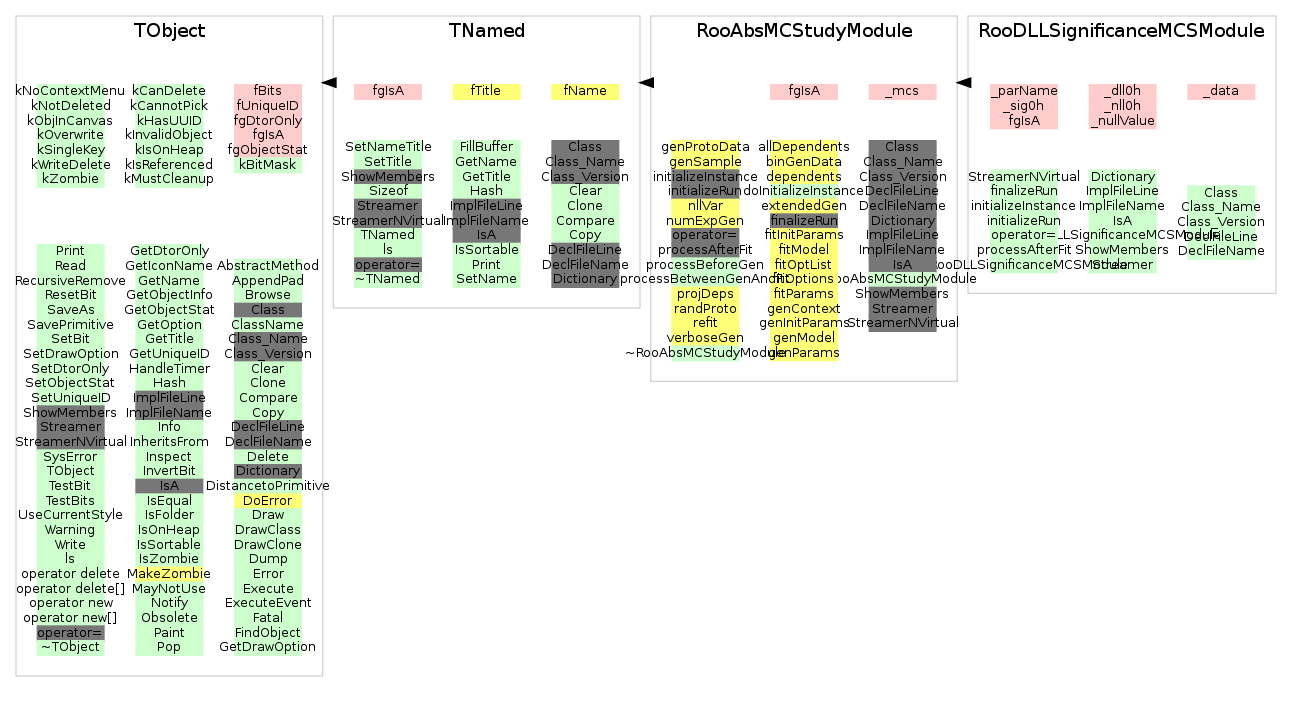 TObject
kNoContextMenu
kNotDeleted
kObjInCanvas
kOverwrite
kSingleKey
kWriteDelete
kZombie
kCanDelete
kCannotPick
kHasUUID
kInvalidObject
kIsOnHeap
kIsReferenced
kMustCleanup
fBits
fUniqueID
fgDtorOnly
fgIsA
fgObjectStat
kBitMask
Print
Read
RecursiveRemove
ResetBit
SaveAs
SavePrimitive
SetBit
SetDrawOption
SetDtorOnly
SetObjectStat
SetUniqueID
ShowMembers
Streamer
StreamerNVirtual
SysError
TObject
TestBit
TestBits
UseCurrentStyle
Warning
Write
ls
operator delete
operator delete[]
operator new
operator new[]
operator=
~TObject
GetDtorOnly
GetIconName
GetName
GetObjectInfo
GetObjectStat
GetOption
GetTitle
GetUniqueID
HandleTimer
Hash
ImplFileLine
ImplFileName
Info
InheritsFrom
Inspect
InvertBit
IsA
IsEqual
IsFolder
IsOnHeap
IsSortable
IsZombie
MakeZombie
MayNotUse
Notify
Obsolete
Paint
Pop
AbstractMethod
AppendPad
Browse
Class
ClassName
Class_Name
Class_Version
Clear
Clone
Compare
Copy
DeclFileLine
DeclFileName
Delete
Dictionary
DistancetoPrimitive
DoError
Draw
DrawClass
DrawClone
Dump
Error
Execute
ExecuteEvent
Fatal
FindObject
GetDrawOption
TNamed
fgIsA
fTitle
fName
SetNameTitle
SetTitle
ShowMembers
Sizeof
Streamer
StreamerNVirtual
TNamed
ls
operator=
~TNamed
FillBuffer
GetName
GetTitle
Hash
ImplFileLine
ImplFileName
IsA
IsSortable
Print
SetName
Class
Class_Name
Class_Version
Clear
Clone
Compare
Copy
DeclFileLine
DeclFileName
Dictionary
RooAbsMCStudyModule
fgIsA
_mcs
genProtoData
genSample
initializeInstance
initializeRun
nllVar
numExpGen
operator=
processAfterFit
processBeforeGen
processBetweenGenAndFit
projDeps
randProto
refit
verboseGen
~RooAbsMCStudyModule
allDependents
binGenData
dependents
doInitializeInstance
extendedGen
finalizeRun
fitInitParams
fitModel
fitOptList
fitOptions
fitParams
genContext
genInitParams
genModel
genParams
Class
Class_Name
Class_Version
DeclFileLine
DeclFileName
Dictionary
ImplFileLine
ImplFileName
IsA
RooAbsMCStudyModule
ShowMembers
Streamer
StreamerNVirtual
RooDLLSignificanceMCSModule
_parName
_sig0h
fgIsA
_dll0h
_nll0h
_nullValue
_data
StreamerNVirtual
finalizeRun
initializeInstance
initializeRun
operator=
processAfterFit
Dictionary
ImplFileLine
ImplFileName
IsA
ShowMembers
Streamer
Class
Class_Name
Class_Version
DeclFileLine
DeclFileName